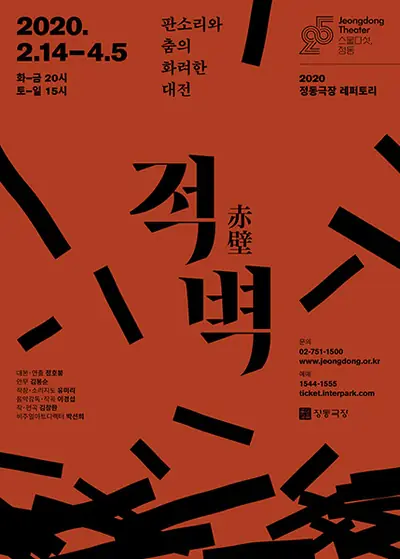 2020.
2.14–4.5
화–금 20시
토–일 15시
판소리와
춤의
화려한
대전
25
Jeongdong
Theater
스물다섯,
정동
2020
정동극장 레퍼토리
적벽
赤壁
문의
02-751-1500
www.jeongdong.or.kr
예매
1544-1555
ticket.interpark.com
정동극장
대본·연출 정호붕
안무 김봉순
작창·소리지도 유미리
음악감독·작곡 이경섭
작·편곡 김창환
비주얼아트디렉터 박선희